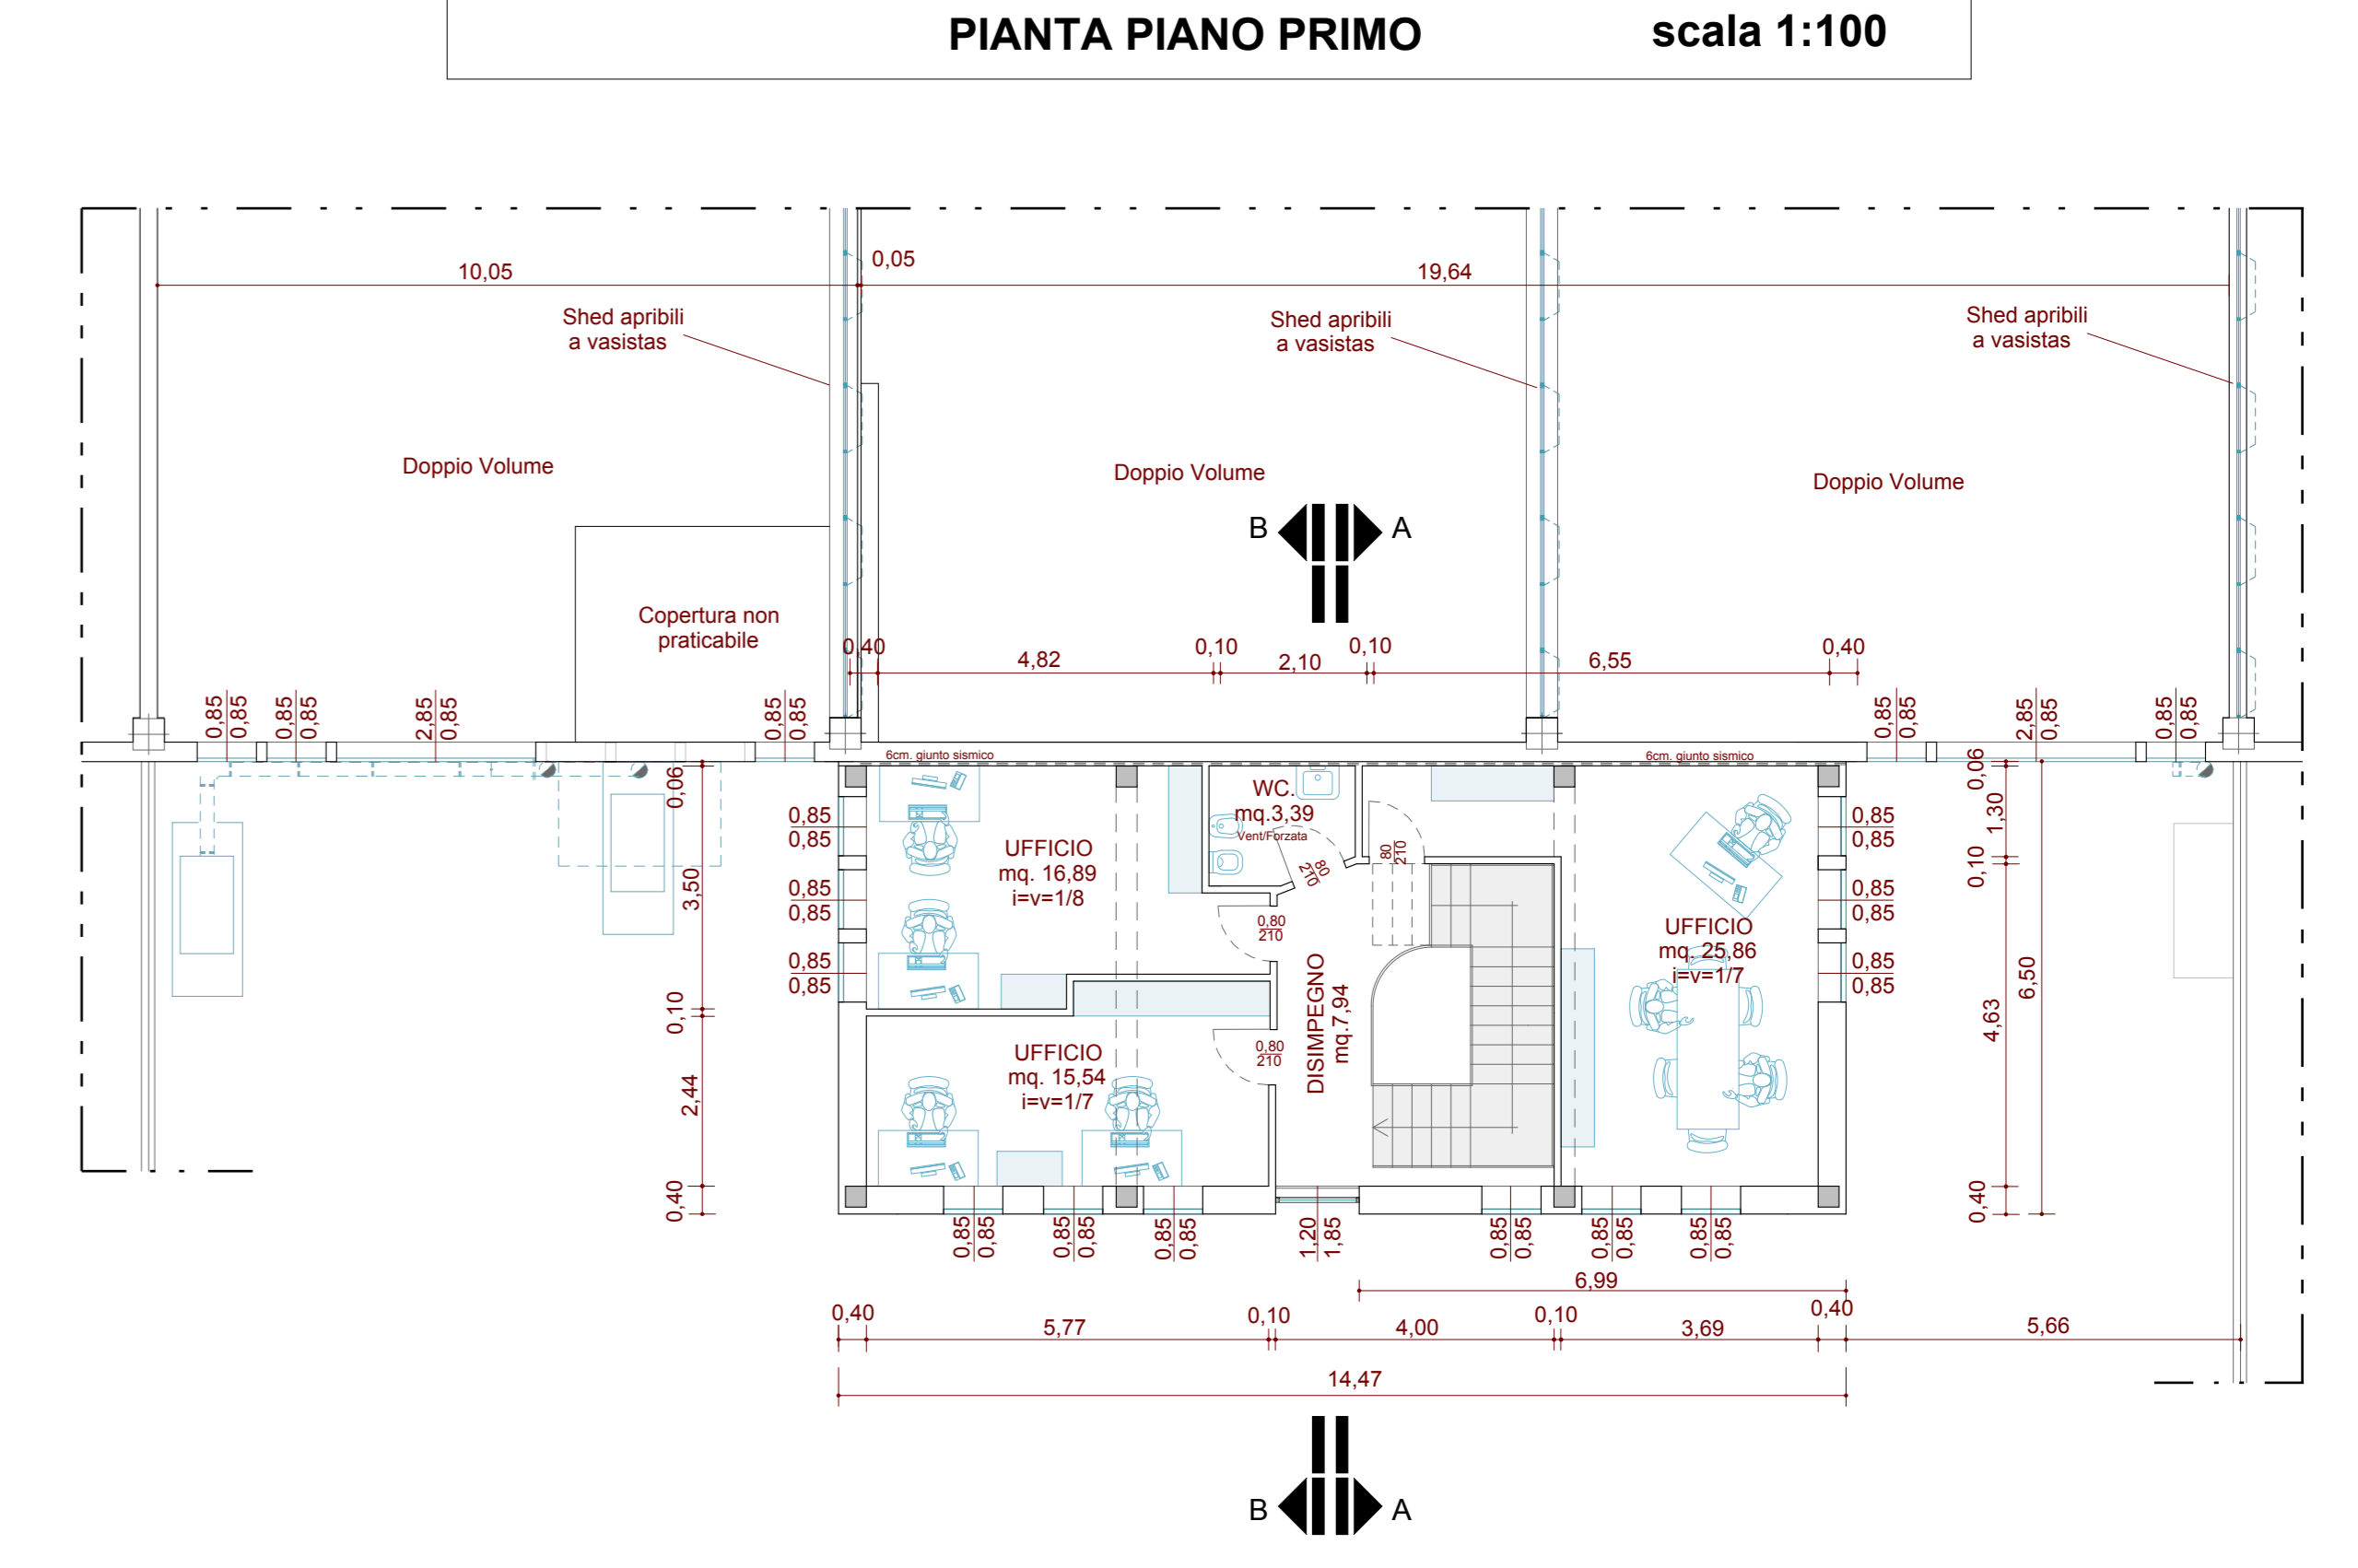 PIANTA PIANO PRIMO
scala 1:100
10,05
0,05
19,64
Shed apribili
a vasistas
Shed apribili
a vasistas
Shed apribili
a vasistas
Doppio Volume
Doppio Volume
Doppio Volume
B
A
Copertura non
praticabile
0,40
4,82
0,10
2,10
0,10
6,55
0,40
0,85
0,85
0,85
0,85
2,85
0,85
0,85
0,85
0,85
0,85
2,85
0,85
0,85
0,85
6cm. giunto sismico
6cm. giunto sismico
0,06
3,50
0,10
2,44
0,40
0,85
0,85
0,85
0,85
0,85
0,85
UFFICIO
mq. 16,89
i=v=1/8
WC.
mq.3,39
Vent/Forzata
80
210
80
210
0,80
210
0,80
210
UFFICIO
mq. 15,54
i=v=1/7
DISIMPEGNO
mq.7,94
UFFICIO
mq. 25,86
i=v=1/7
0,85
0,85
0,85
0,85
0,85
0,85
0,06
1,30
0,10
4,63
0,40
6,50
0,85
0,85
0,85
0,85
0,85
0,85
1,20
1,85
0,85
0,85
0,85
0,85
0,85
0,85
6,99
0,40
5,77
0,10
4,00
0,10
3,69
0,40
5,66
14,47
B
A